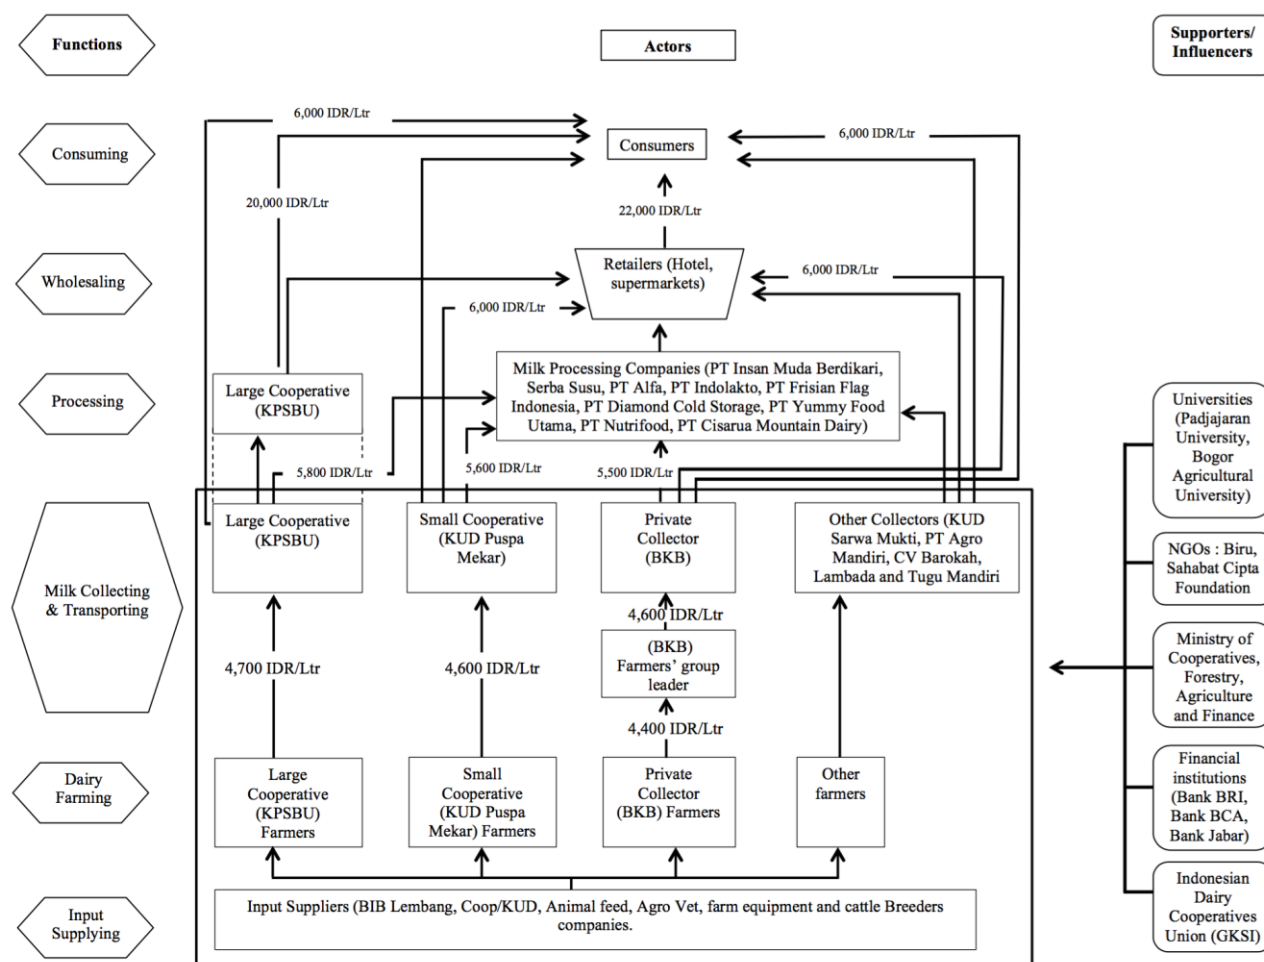 Functions
Actors
Supporters/
Influencers
6,000 IDR/Ltr
6,000 IDR/Ltr
Consuming
Consumers
20,000 IDR/Ltr
22,000 IDR/Ltr
Wholesaling
Retailers (Hotel,
supermarkets)
6,000 IDR/Ltr
6,000 IDR/Ltr
Processing
Large Cooperative
(KPSBU)
Milk Processing Companies (PT Insan Muda Berdikari,
Serba Susu, PT Alfa, PT Indolakto, PT Frisian Flag
Indonesia, PT Diamond Cold Storage, PT Yummy Food
Utama, PT Nutrifood, PT Cisarua Mountain Dairy)
Universities
(Padjajaran
University,
Bogor
Agricultural
University)
5,800 IDR/Ltr
5,600 IDR/Ltr
5,500 IDR/Ltr
Milk Collecting
& Transporting
Large Cooperative
(KPSBU)
Small Cooperative
(KUD Puspa
Mekar)
Private
Collector
(BKB)
Other Collectors (KUD
Sarwa Mukti, PT Agro
Mandiri, CV Barokah,
Lambada and Tugu Mandiri
NGOs : Biru,
Sahabat Cipta
Foundation
4,700 IDR/Ltr
4,600 IDR/Ltr
4,600 IDR/Ltr
(BKB)
Farmers' group
leader
4,400 IDR/Ltr
Ministry of
Cooperatives,
Forestry,
Agriculture
and Finance
Dairy
Farming
Large
Cooperative
(KPSBU)
Farmers
Small
Cooperative
(KUD Puspa
Mekar) Farmers
Private
Collector
(BKB) Farmers
Other
farmers
Financial
institutions
(Bank BRI,
Bank BCA,
Bank Jabar)
Input
Supplying
Input Suppliers (BIB Lembang, Coop/KUD, Animal feed, Agro Vet, farm equipment and cattle Breeders
companies.
Indonesian
Dairy
Cooperatives
Union (GKSI)